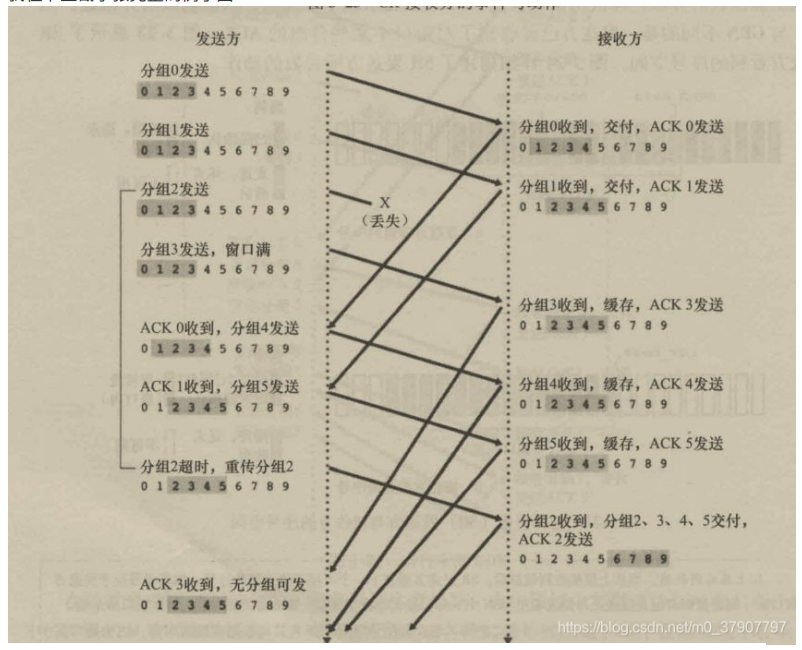 发送方
接收方
分组0发送
0 1 2 3 4 5 6 7 8 9
分组0收到，交付，ACK 0发送
0 1 2 3 4 5 6 7 8 9
分组1发送
0 1 2 3 4 5 6 7 8 9
分组1收到，交付，ACK 1发送
0 1 2 3 4 5 6 7 8 9
分组2发送
0 1 2 3 4 5 6 7 8 9
X
（丢失）
分组3发送，窗口满
0 1 2 3 4 5 6 7 8 9
分组3收到，缓存，ACK 3发送
0 1 2 3 4 5 6 7 8 9
ACK 0收到，分组4发送
0 1 2 3 4 5 6 7 8 9
分组4收到，缓存，ACK 4发送
0 1 2 3 4 5 6 7 8 9
ACK 1收到，分组5发送
0 1 2 3 4 5 6 7 8 9
分组5收到，缓存，ACK 5发送
0 1 2 3 4 5 6 7 8 9
分组2超时，重传分组2
0 1 2 3 4 5 6 7 8 9
分组2收到，分组2、3、4、5交付，
ACK 2发送
0 1 2 3 4 5 6 7 8 9
ACK 3收到，无分组可发
0 1 2 3 4 5 6 7 8 9
https://blog.csdn.net/m0_37907797